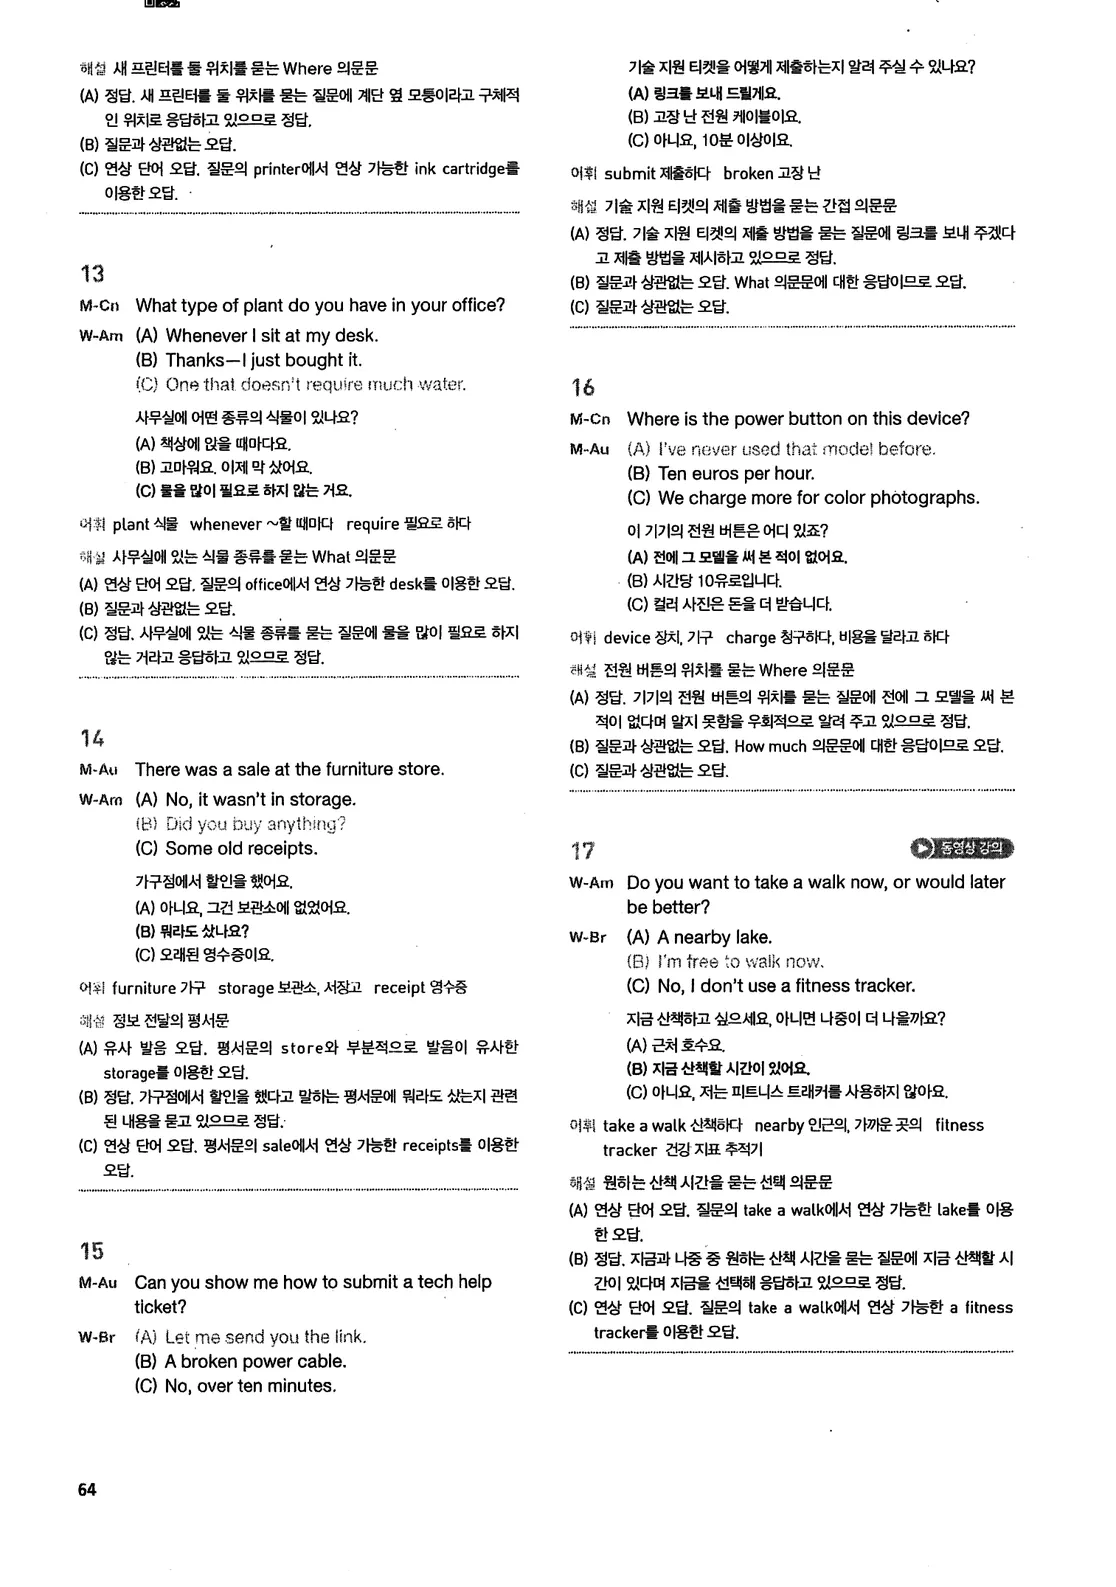 해설 새 프린터를 둘 위치를 묻는 Where 의문문
(A) 정답. 새 프린터를 둘 위치를 묻는 질문에 계단 옆 모퉁이라고 구체적
인 위치로 응답하고 있으므로 정답.
(B) 질문과 상관없는 오답.
(C) 연상 단어 오답. 질문의 printer에서 연상 가능한 ink cartridge를
이용한 오답.
13
M-Cn What type of plant do you have in your office?
W-Am (A) Whenever I sit at my desk.
(B) Thanks—I just bought it.
(C) One that doesn't require much water.
사무실에 어떤 종류의 식물이 있나요?
(A) 책상에 앉을 때마다요.
(B) 고마워요. 이제 막 샀어요.
(C) 물을 많이 필요로 하지 않는 거요.
어휘 plant 식물 whenever ~할 때마다 require 필요로 하다
해설 사무실에 있는 식물 종류를 묻는 What 의문문
(A) 연상 단어 오답. 질문의 office에서 연상 가능한 desk를 이용한 오답.
(B) 질문과 상관없는 오답.
(C) 정답. 사무실에 있는 식물 종류를 묻는 질문에 물을 많이 필요로 하지
않는 거라고 응답하고 있으므로 정답.
14
M-Au There was a sale at the furniture store.
W-Am (A) No, it wasn't in storage.
(B) Did you buy anything?
(C) Some old receipts.
가구점에서 할인을 했어요.
(A) 아니요, 그건 보관소에 없었어요.
(B) 뭐라도 샀나요?
(C) 오래된 영수증이요.
어휘 furniture 가구 storage 보관소, 저장고 receipt 영수증
해설 정보 전달의 평서문
(A) 유사 발음 오답. 평서문의 store와 부분적으로 발음이 유사한
storage를 이용한 오답.
(B) 정답. 가구점에서 할인을 했다고 말하는 평서문에 뭐라도 샀는지 관련
된 내용을 묻고 있으므로 정답.
(C) 연상 단어 오답. 평서문의 sale에서 연상 가능한 receipts를 이용한
오답.
15
M-Au Can you show me how to submit a tech help
ticket?
W-Br (A) Let me send you the link.
(B) A broken power cable.
(C) No, over ten minutes.
64
기술 지원 티켓을 어떻게 제출하는지 알려 주실 수 있나요?
(A) 링크를 보내 드릴게요.
(B) 고장 난 전원 케이블이요.
(C) 아니요, 10분 이상이요.
어휘 submit 제출하다 broken 고장 난
해설 기술 지원 티켓의 제출 방법을 묻는 간접 의문문
(A) 정답. 기술 지원 티켓의 제출 방법을 묻는 질문에 링크를 보내 주겠다
고 제출 방법을 제시하고 있으므로 정답.
(B) 질문과 상관없는 오답. What 의문문에 대한 응답이므로 오답.
(C) 질문과 상관없는 오답.
16
M-Cn Where is the power button on this device?
M-Au (A) I've never used that model before.
(B) Ten euros per hour.
(C) We charge more for color photographs.
이 기기의 전원 버튼은 어디 있죠?
(A) 전에 그 모델을 써 본 적이 없어요.
(B) 시간당 10유로입니다.
(C) 컬러 사진은 돈을 더 받습니다.
어휘 device 장치, 기구 charge 청구하다, 비용을 달라고 하다
해설 전원 버튼의 위치를 묻는 Where 의문문
(A) 정답. 기기의 전원 버튼의 위치를 묻는 질문에 전에 그 모델을 써 본
적이 없다며 알지 못함을 우회적으로 알려 주고 있으므로 정답.
(B) 질문과 상관없는 오답. How much 의문문에 대한 응답이므로 오답.
(C) 질문과 상관없는 오답.
17 동영상 강의
W-Am Do you want to take a walk now, or would later
be better?
W-Br (A) A nearby lake.
(B) I'm free to walk now.
(C) No, I don't use a fitness tracker.
지금 산책하고 싶으세요, 아니면 나중이 더 나을까요?
(A) 근처 호수요.
(B) 지금 산책할 시간이 있어요.
(C) 아니요, 저는 피트니스 트래커를 사용하지 않아요.
어휘 take a walk 산책하다 nearby 인근의, 가까운 곳의 fitness
tracker 건강 지표 추적기
해설 원하는 산책 시간을 묻는 선택 의문문
(A) 연상 단어 오답. 질문의 take a walk에서 연상 가능한 lake를 이용
한 오답.
(B) 정답. 지금과 나중 중 원하는 산책 시간을 묻는 질문에 지금 산책할 시
간이 있다며 지금을 선택해 응답하고 있으므로 정답.
(C) 연상 단어 오답. 질문의 take a walk에서 연상 가능한 a fitness
tracker를 이용한 오답.